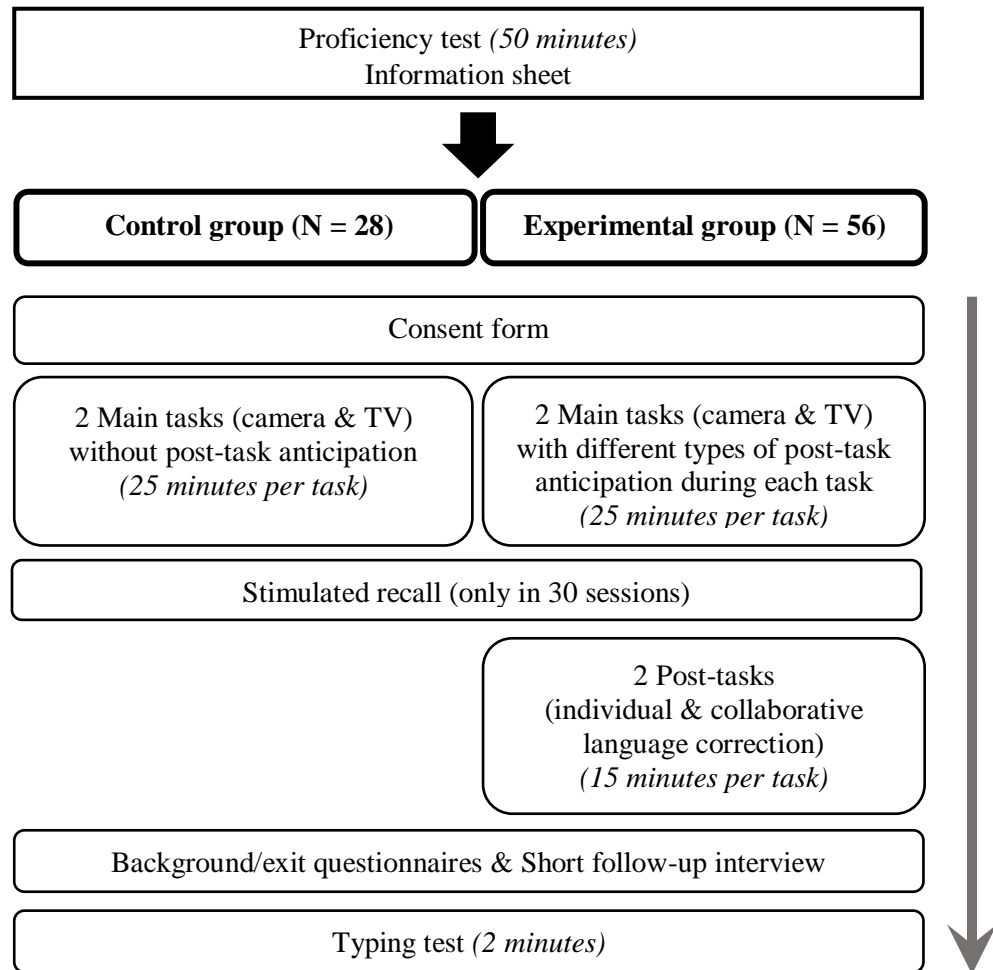 Proficiency test (50 minutes)
Information sheet
Control group (N = 28)
Experimental group (N = 56)
Consent form
2 Main tasks (camera & TV)
without post-task anticipation
(25 minutes per task)
2 Main tasks (camera & TV)
with different types of post-task
anticipation during each task
(25 minutes per task)
Stimulated recall (only in 30 sessions)
2 Post-tasks
(individual & collaborative
language correction)
(15 minutes per task)
Background/exit questionnaires & Short follow-up interview
Typing test (2 minutes)